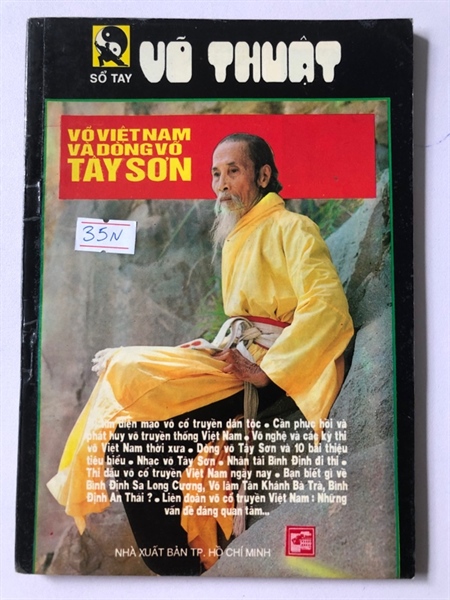 SỔ TAY
VÕ THUẬT
VÕ VIỆT NAM
VÀ DÒNG VÕ
TÂY SƠN
35N
diện mạo võ cổ truyền dân tộc • Cần phục hồi và
phát huy võ truyền thống Việt Nam • Võ nghệ và các kỳ thi
võ Việt Nam thời xưa • Dòng võ Tây Sơn và 10 bài thiệu
tiêu biểu • Nhạc võ Tây Sơn • Nhân tài Bình Định đi thi •
Thi đấu võ cổ truyền Việt Nam ngày nay • Bạn biết gì về
Bình Định Sa Long Cương, Võ lâm Tân Khánh Bà Trà, Bình
Định An Thái ? • Liên đoàn võ cổ truyền Việt Nam : Những
vấn đề đáng quan tâm...
NHÀ XUẤT BẢN TP. HỒ CHÍ MINH